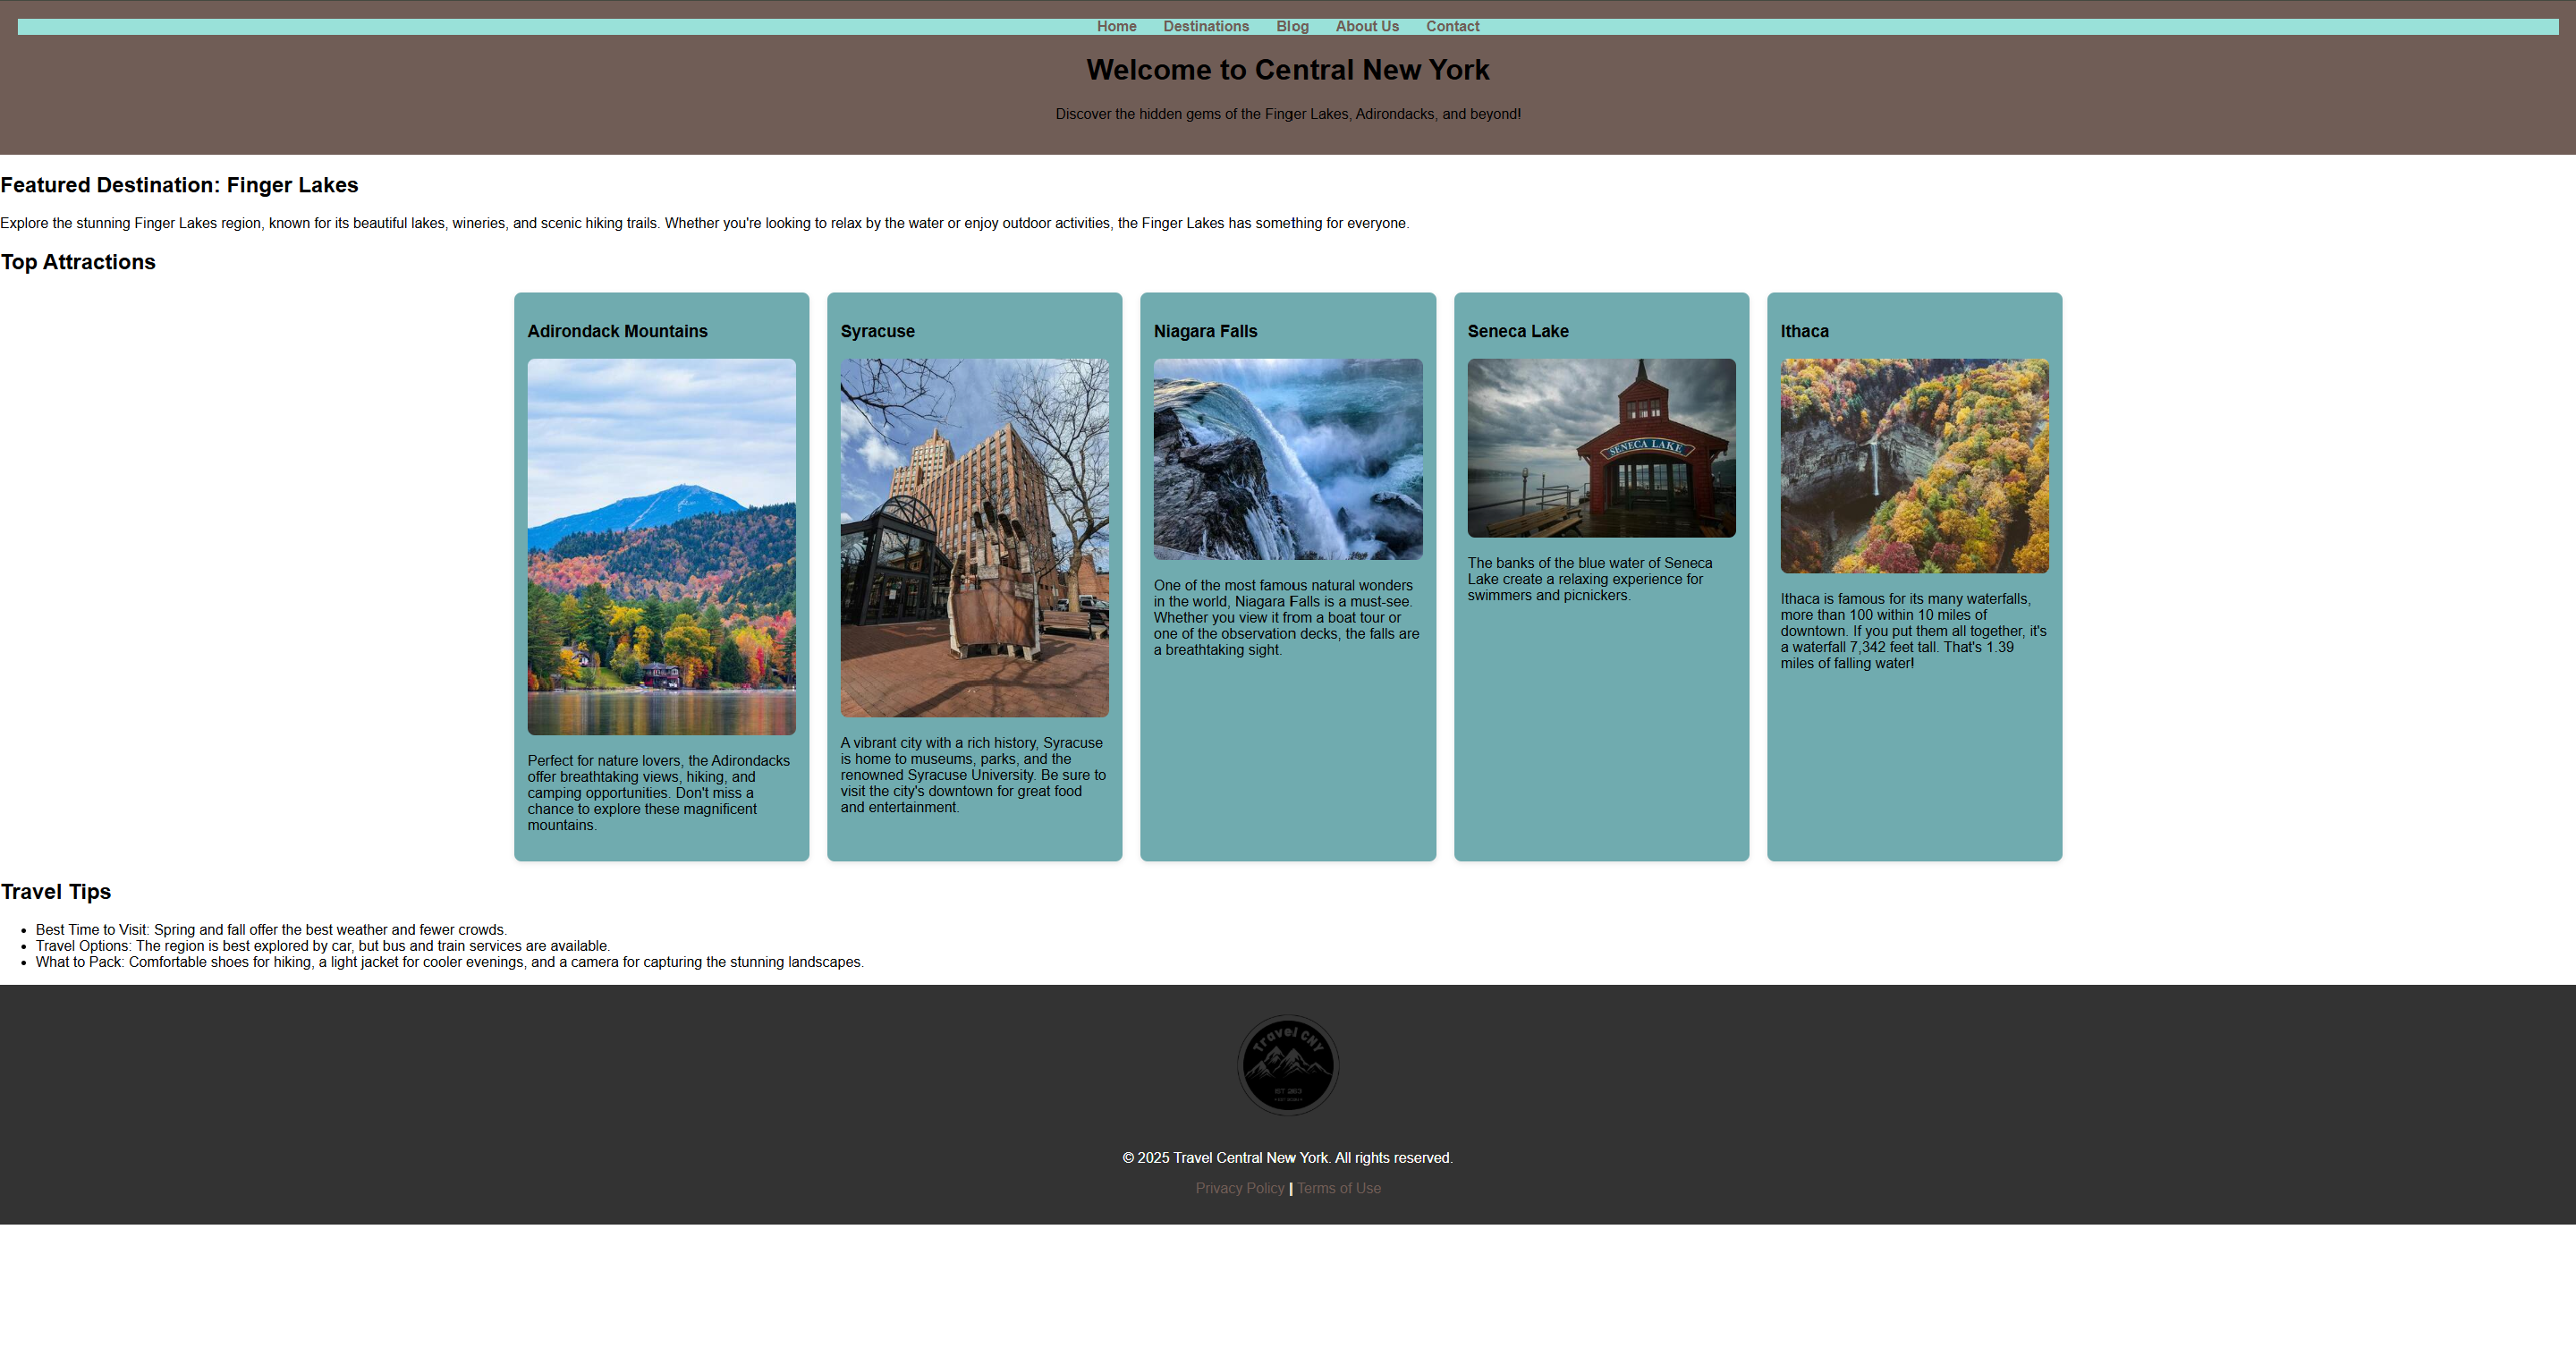 Home Destinations Blog About Us Contact
Welcome to Central New York
Discover the hidden gems of the Finger Lakes, Adirondacks, and beyond!
Featured Destination: Finger Lakes
Explore the stunning Finger Lakes region, known for its beautiful lakes, wineries, and scenic hiking trails. Whether you're looking to relax by the water or enjoy outdoor activities, the Finger Lakes has something for everyone.
Top Attractions
Adirondack Mountains
Perfect for nature lovers, the Adirondacks
offer breathtaking views, hiking, and
camping opportunities. Don't miss a
chance to explore these magnificent
mountains.
Syracuse
A vibrant city with a rich history, Syracuse
is home to museums, parks, and the
renowned Syracuse University. Be sure to
visit the city's downtown for great food
and entertainment.
Niagara Falls
One of the most famous natural wonders
in the world, Niagara Falls is a must-see.
Whether you view it from a boat tour or
one of the observation decks, the falls are
a breathtaking sight.
Seneca Lake
SENECA LAKE
The banks of the blue water of Seneca
Lake create a relaxing experience for
swimmers and picnickers.
Ithaca
Ithaca is famous for its many waterfalls,
more than 100 within 10 miles of
downtown. If you put them all together, it's
a waterfall 7,342 feet tall. That's 1.39
miles of falling water!
Travel Tips
• Best Time to Visit: Spring and fall offer the best weather and fewer crowds.
• Travel Options: The region is best explored by car, but bus and train services are available.
• What to Pack: Comfortable shoes for hiking, a light jacket for cooler evenings, and a camera for capturing the stunning landscapes.
Travel CNY
© 2025 Travel Central New York. All rights reserved.
Privacy Policy | Terms of Use